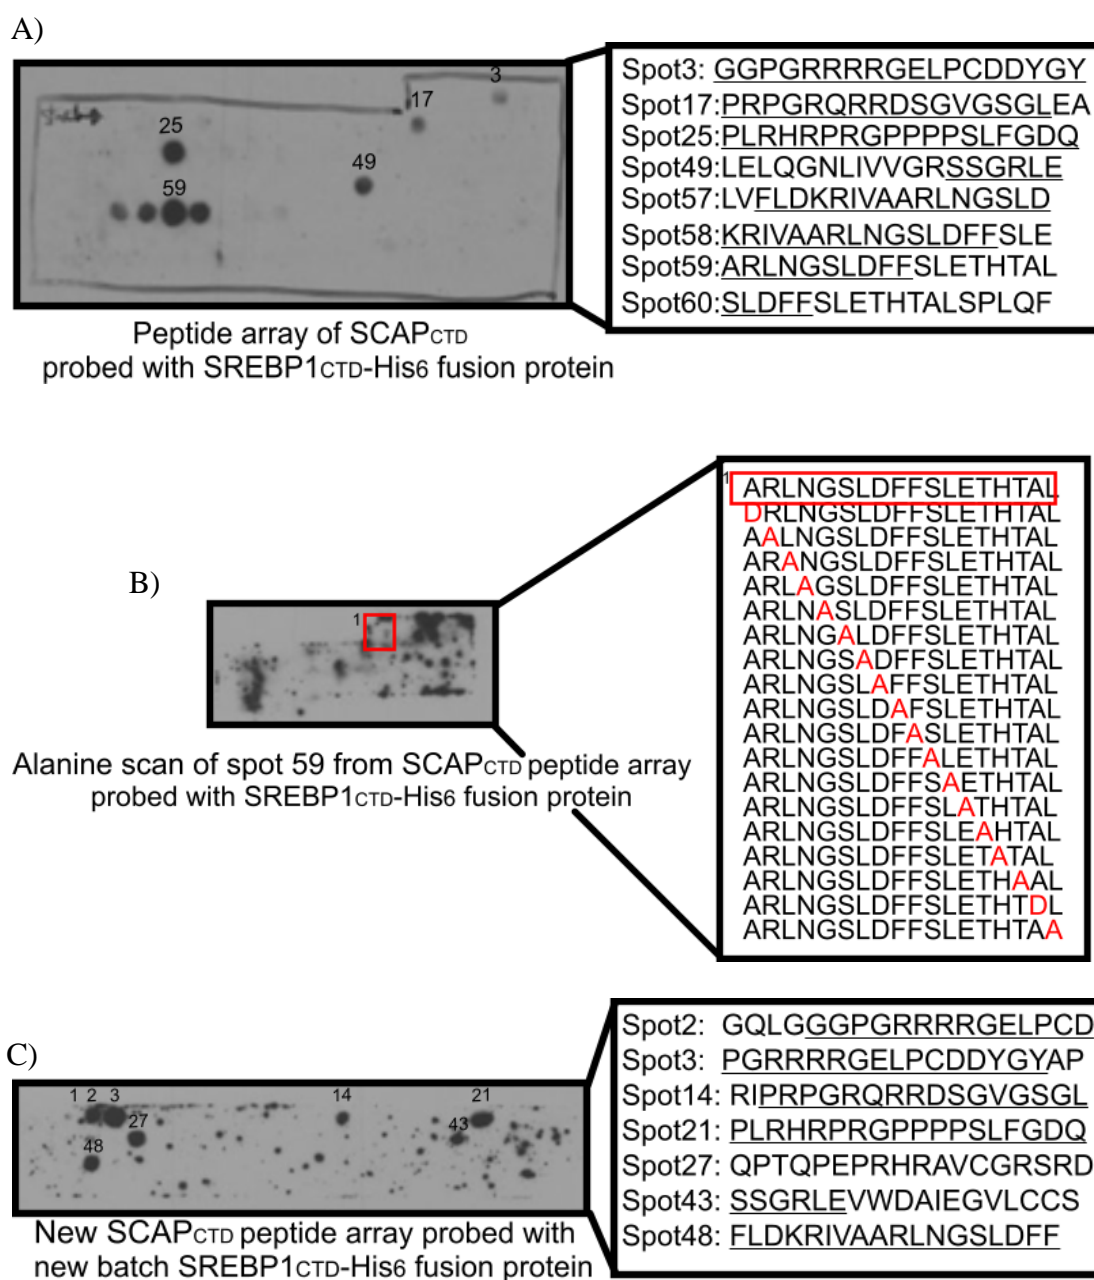 A)
3
17
25
49
59
Spot3: GGPGRRRRGELPCDDYGY
Spot17:PRPGRQRRDSGVGSGLEA
Spot25:PLRHRPRGPPPPSLFGDQ
Spot49:LELQGNLIVVGRSSGRLE
Spot57:LVFLDKRIVAARLNGSLD
Spot58:KRIVAARLNGSLDFFSLE
Spot59:ARLNGSLDFFSLETHTAL
Spot60:SLDFFSLETHTALSPLQF
Peptide array of SCAPCTD
probed with SREBP1CTD-His6 fusion protein
B)
1
Alanine scan of spot 59 from SCAPCTD peptide array
probed with SREBP1CTD-His6 fusion protein
1
ARLNGSLDFFSLETHTAL
DRLNGSLDFFSLETHTAL
AALNGSLDFFSLETHTAL
ARANGSLDFFSLETHTAL
ARLAGSLDFFSLETHTAL
ARLNASLDFFSLETHTAL
ARLNGALDFFSLETHTAL
ARLNGSADFFSLETHTAL
ARLNGSLAFFSLETHTAL
ARLNGSLDAFSLETHTAL
ARLNGSLDFASLETHTAL
ARLNGSLDFFALETHTAL
ARLNGSLDFFSAETHTAL
ARLNGSLDFFSLATHTAL
ARLNGSLDFFSLEAHTAL
ARLNGSLDFFSLETATAL
ARLNGSLDFFSLETHAAL
ARLNGSLDFFSLETHTDL
ARLNGSLDFFSLETHTAA
C)
1 2 3 14 21
27 43
48
Spot2: GQLGGGPGRRRRGELPCD
Spot3: PGRRRRGELPCDDYGYAP
Spot14:RIPRPGRQRRDSGVGSGL
Spot21:PLRHRPRGPPPPSLFGDQ
Spot27:QPTQPEPRHRAVCGRSRD
Spot43:SSGRLEVWDAIEGVLCCS
Spot48:FLDKRIVAARLNGSLDFF
New SCAPCTD peptide array probed with
new batch SREBP1CTD-His6 fusion protein